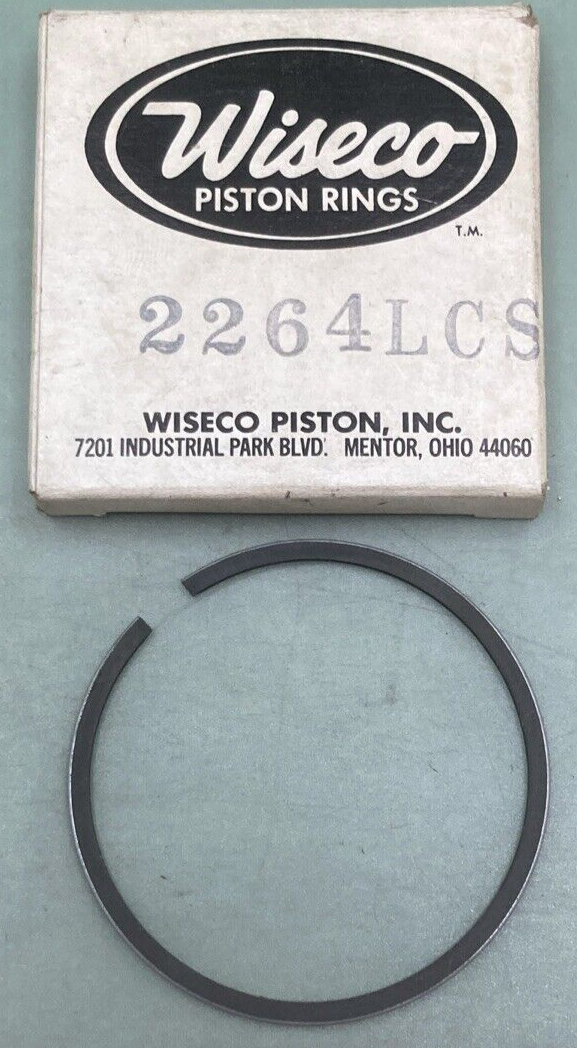 Wiseco
PISTON RINGS
T.M.
2264LCS
WISECO PISTON, INC.
7201 INDUSTRIAL PARK BLVD. MENTOR, OHIO 44060